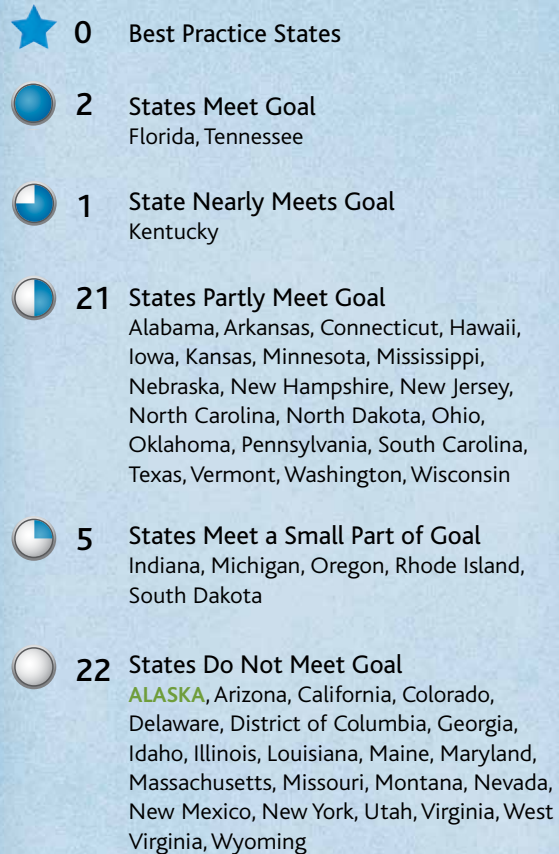 0 Best Practice States
2 States Meet Goal
Florida, Tennessee
1 State Nearly Meets Goal
Kentucky
21 States Partly Meet Goal
Alabama, Arkansas, Connecticut, Hawaii,
Iowa, Kansas, Minnesota, Mississippi,
Nebraska, New Hampshire, New Jersey,
North Carolina, North Dakota, Ohio,
Oklahoma, Pennsylvania, South Carolina,
Texas, Vermont, Washington, Wisconsin
5 States Meet a Small Part of Goal
Indiana, Michigan, Oregon, Rhode Island,
South Dakota
22 States Do Not Meet Goal
ALASKA, Arizona, California, Colorado,
Delaware, District of Columbia, Georgia,
Idaho, Illinois, Louisiana, Maine, Maryland,
Massachusetts, Missouri, Montana, Nevada,
New Mexico, New York, Utah, Virginia, West
Virginia, Wyoming